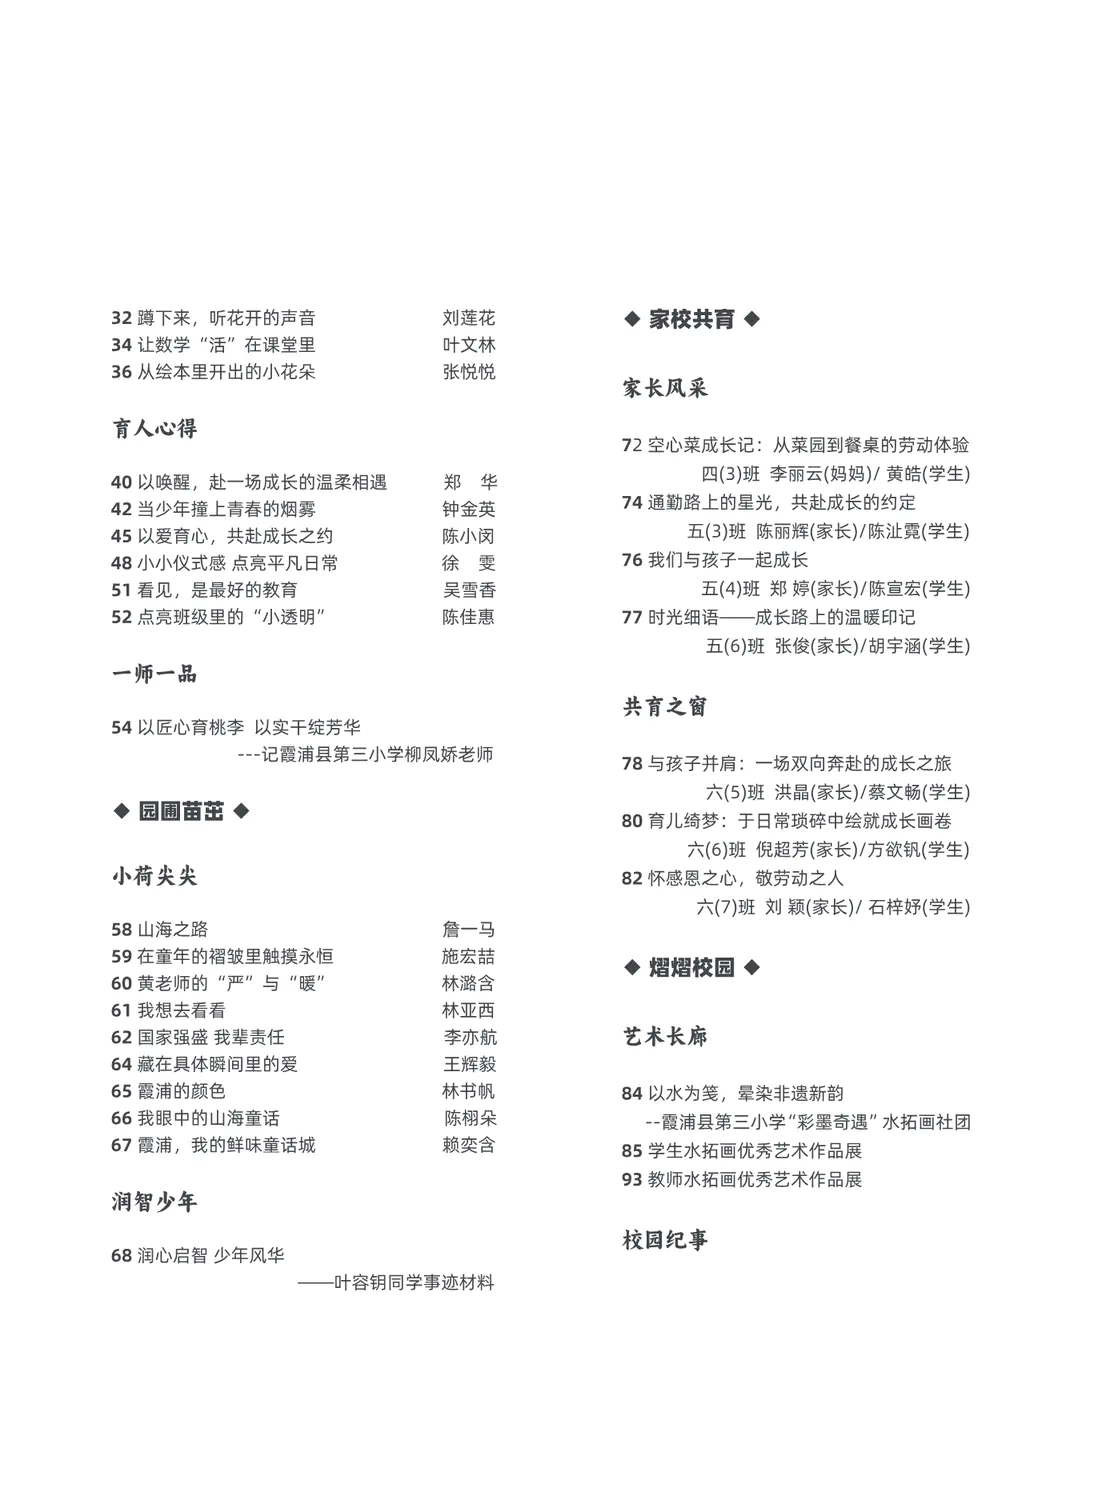 32 蹲下来，听花开的声音 刘莲花
34 让数学“活”在课堂里 叶文林
36 从绘本里开出的小花朵 张悦悦
育人心得
40 以唤醒，赴一场成长的温柔相遇 郑 华
42 当少年撞上青春的烟雾 钟金英
45 以爱育心，共赴成长之约 陈小闵
48 小小仪式感 点亮平凡日常 徐 雯
51 看见，是最好的教育 吴雪香
52 点亮班级里的“小透明” 陈佳惠
一师一品
54 以匠心育桃李 以实干绽芳华
---记霞浦县第三小学柳凤娇老师
◆ 园圃苗茁 ◆
小荷尖尖
58 山海之路 詹一马
59 在童年的褶皱里触摸永恒 施宏喆
60 黄老师的“严”与“暖” 林潞含
61 我想去看看 林亚西
62 国家强盛 我辈责任 李亦航
64 藏在具体瞬间里的爱 王辉毅
65 霞浦的颜色 林书帆
66 我眼中的山海童话 陈栩朵
67 霞浦，我的鲜味童话城 赖奕含
润智少年
68 润心启智 少年风华
——叶容钥同学事迹材料
◆ 家校共育 ◆
家长风采
72 空心菜成长记：从菜园到餐桌的劳动体验
四(3)班 李丽云(妈妈)/ 黄皓(学生)
74 通勤路上的星光，共赴成长的约定
五(3)班 陈丽辉(家长)/陈沚霓(学生)
76 我们与孩子一起成长
五(4)班 郑 婷(家长)/陈宣宏(学生)
77 时光细语——成长路上的温暖印记
五(6)班 张俊(家长)/胡宇涵(学生)
共育之窗
78 与孩子并肩：一场双向奔赴的成长之旅
六(5)班 洪晶(家长)/蔡文畅(学生)
80 育儿绮梦：于日常琐碎中绘就成长画卷
六(6)班 倪超芳(家长)/方欲钒(学生)
82 怀感恩之心，敬劳动之人
六(7)班 刘 颖(家长)/ 石梓妤(学生)
◆ 熠熠校园 ◆
艺术长廊
84 以水为笺，晕染非遗新韵
--霞浦县第三小学“彩墨奇遇”水拓画社团
85 学生水拓画优秀艺术作品展
93 教师水拓画优秀艺术作品展
校园纪事